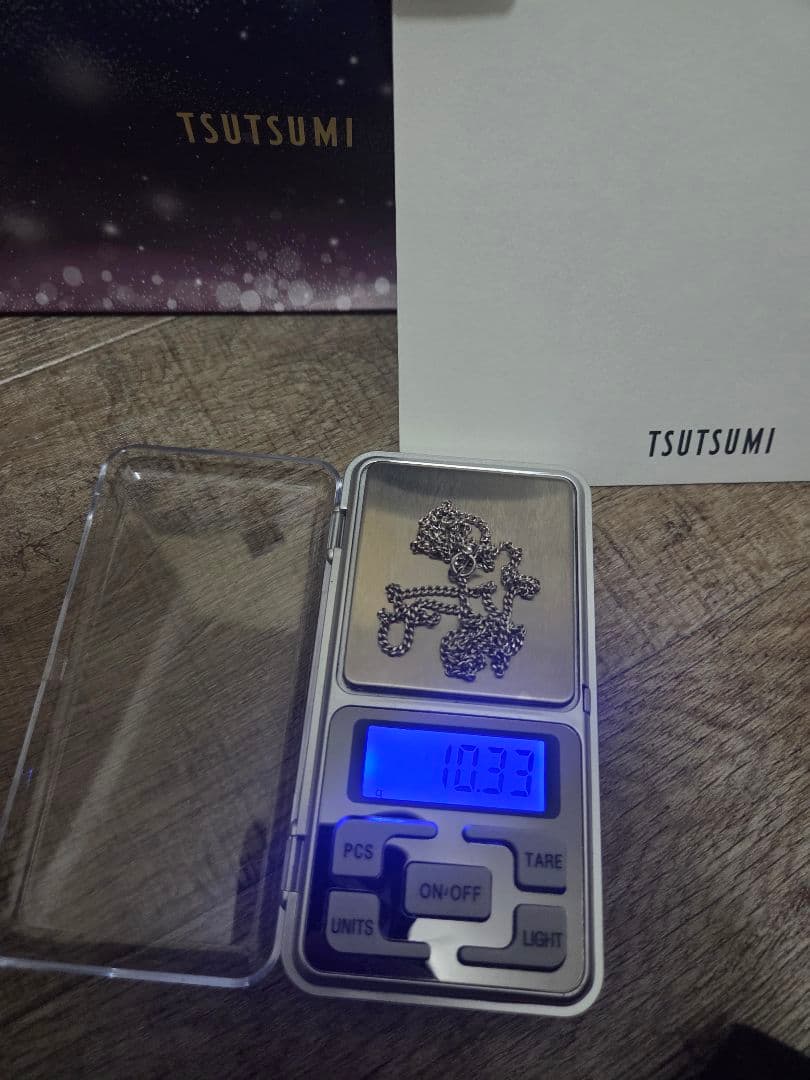 TSUTSUMI
TSUTSUMI
10.33
g
PCS
TARE
ON/OFF
UNITS
LIGHT